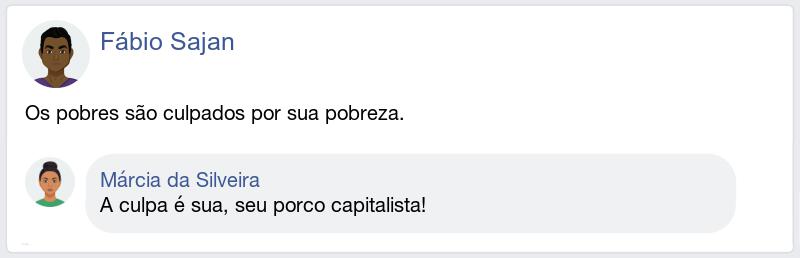 Fábio Sajan
Os pobres são culpados por sua pobreza.
Márcia da Silveira
A culpa é sua, seu porco capitalista!